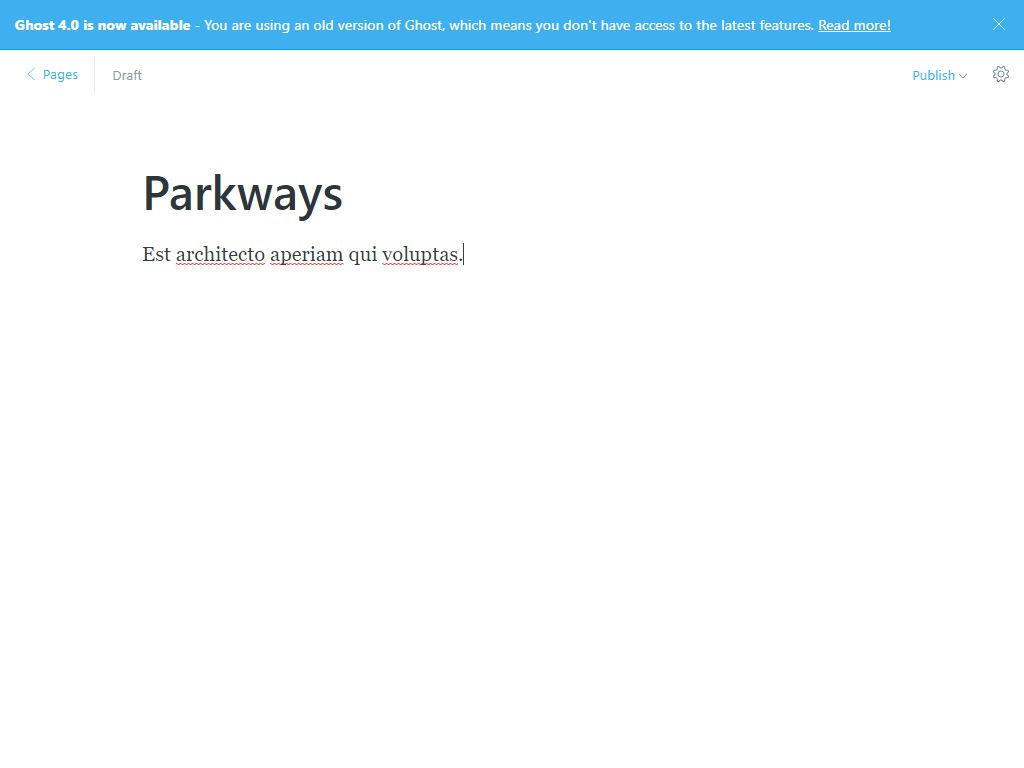 Ghost 4.0 is now available - You are using an old version of Ghost, which means you don't have access to the latest features. Read more!
Pages
Draft
Publish
Parkways
Est architecto aperiam qui voluptas.